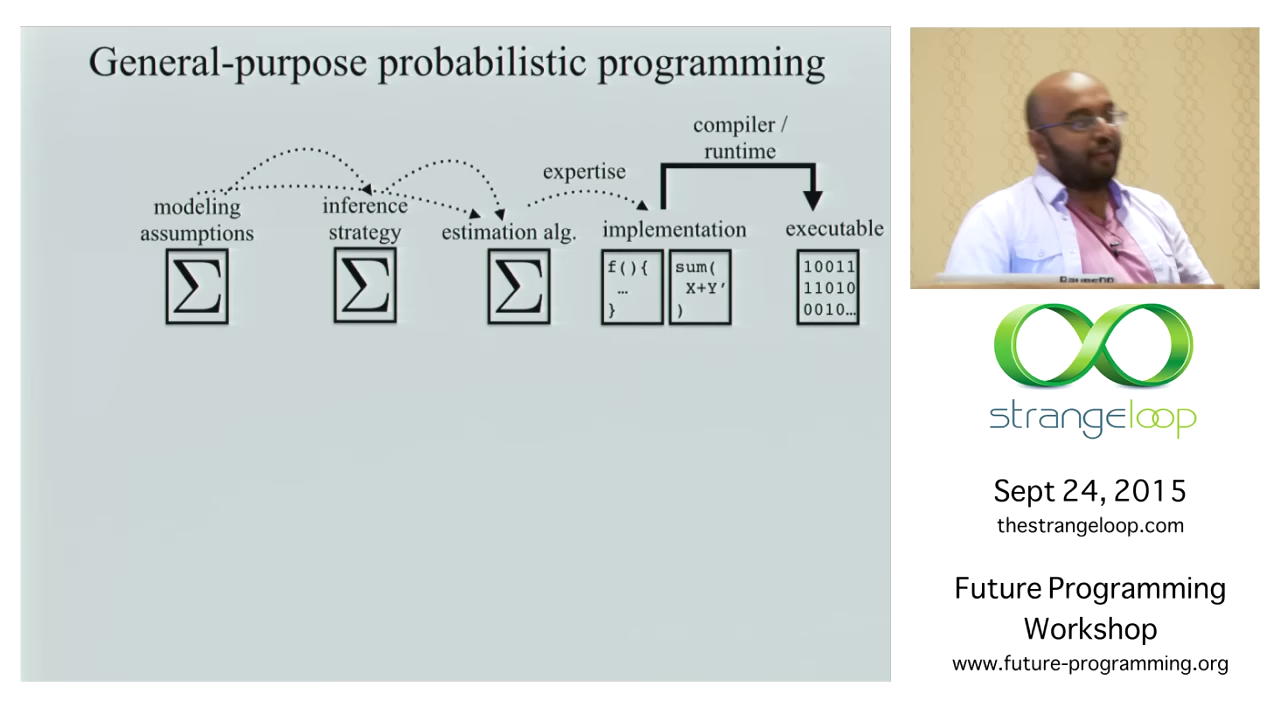 General-purpose probabilistic programming
compiler /
runtime
expertise
modeling
assumptions
inference
strategy
estimation alg.
implementation
executable
Σ
Σ
Σ
f(){
…
}
sum(
X+Y'
)
10011
11010
0010…
strangeloop
Sept 24, 2015
thestrangeloop.com
Future Programming
Workshop
www.future-programming.org